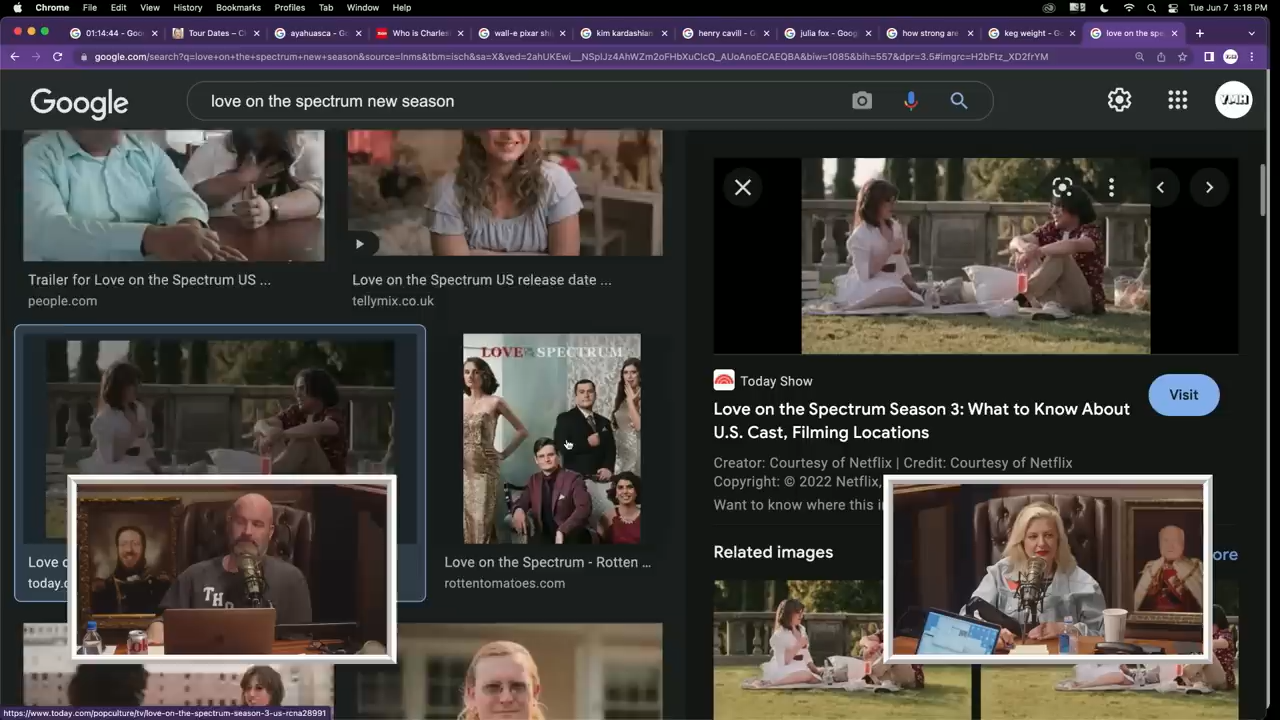 Chrome File Edit View History Bookmarks Profiles Tab Window Help Tue Jun 7 3:18 PM
01:14:44 - Goo Tour Dates – C ayahuasca - G Who is Charles wall-e pixar shi kim kardashian henry cavill - G julia fox - Goog how strong are keg weight - Go love on the spe
google.com/search?q=love+on+the+spectrum+new+season&source=lnms&tbm=isch&sa=X&ved=2ahUKEwi__NSplJz4AhWZm2oFHbXuClcQ_AUoAnoECAEQBA&biw=1085&bih=557&dpr=3.5#imgrc=H2bFtz_XD2frYM
Google
love on the spectrum new season
YMH
Trailer for Love on the Spectrum US ...
people.com
Love on the Spectrum US release date ...
tellymix.co.uk
LOVE ON THE SPECTRUM
Love o
today.c
Love on the Spectrum - Rotten ...
rottentomatoes.com
Today Show
Visit
Love on the Spectrum Season 3: What to Know About
U.S. Cast, Filming Locations
Creator: Courtesy of Netflix | Credit: Courtesy of Netflix
Copyright: © 2022 Netflix,
Want to know where this i
Related images
ore
TH
https://www.today.com/popculture/tv/love-on-the-spectrum-season-3-us-rcna28991